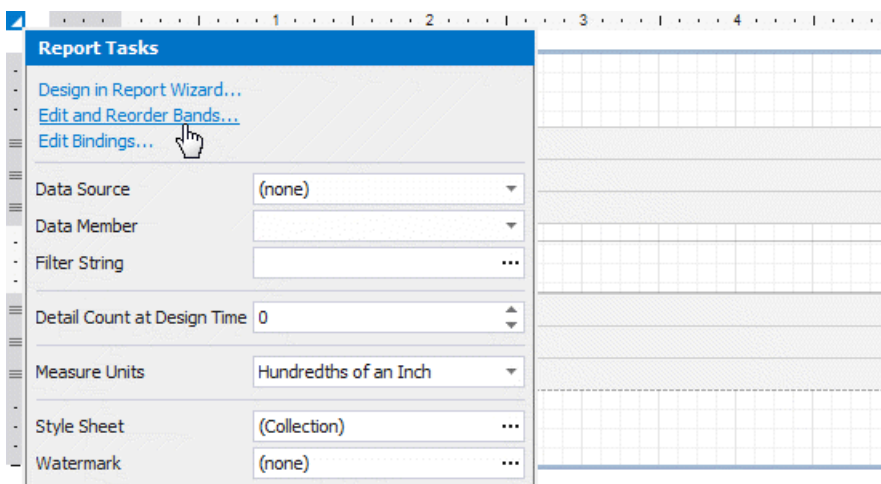 1 2 3 4
Report Tasks
Design in Report Wizard...
Edit and Reorder Bands...
Edit Bindings...
Data Source (none)
Data Member
Filter String ...
Detail Count at Design Time 0
Measure Units Hundredths of an Inch
Style Sheet (Collection) ...
Watermark (none) ...